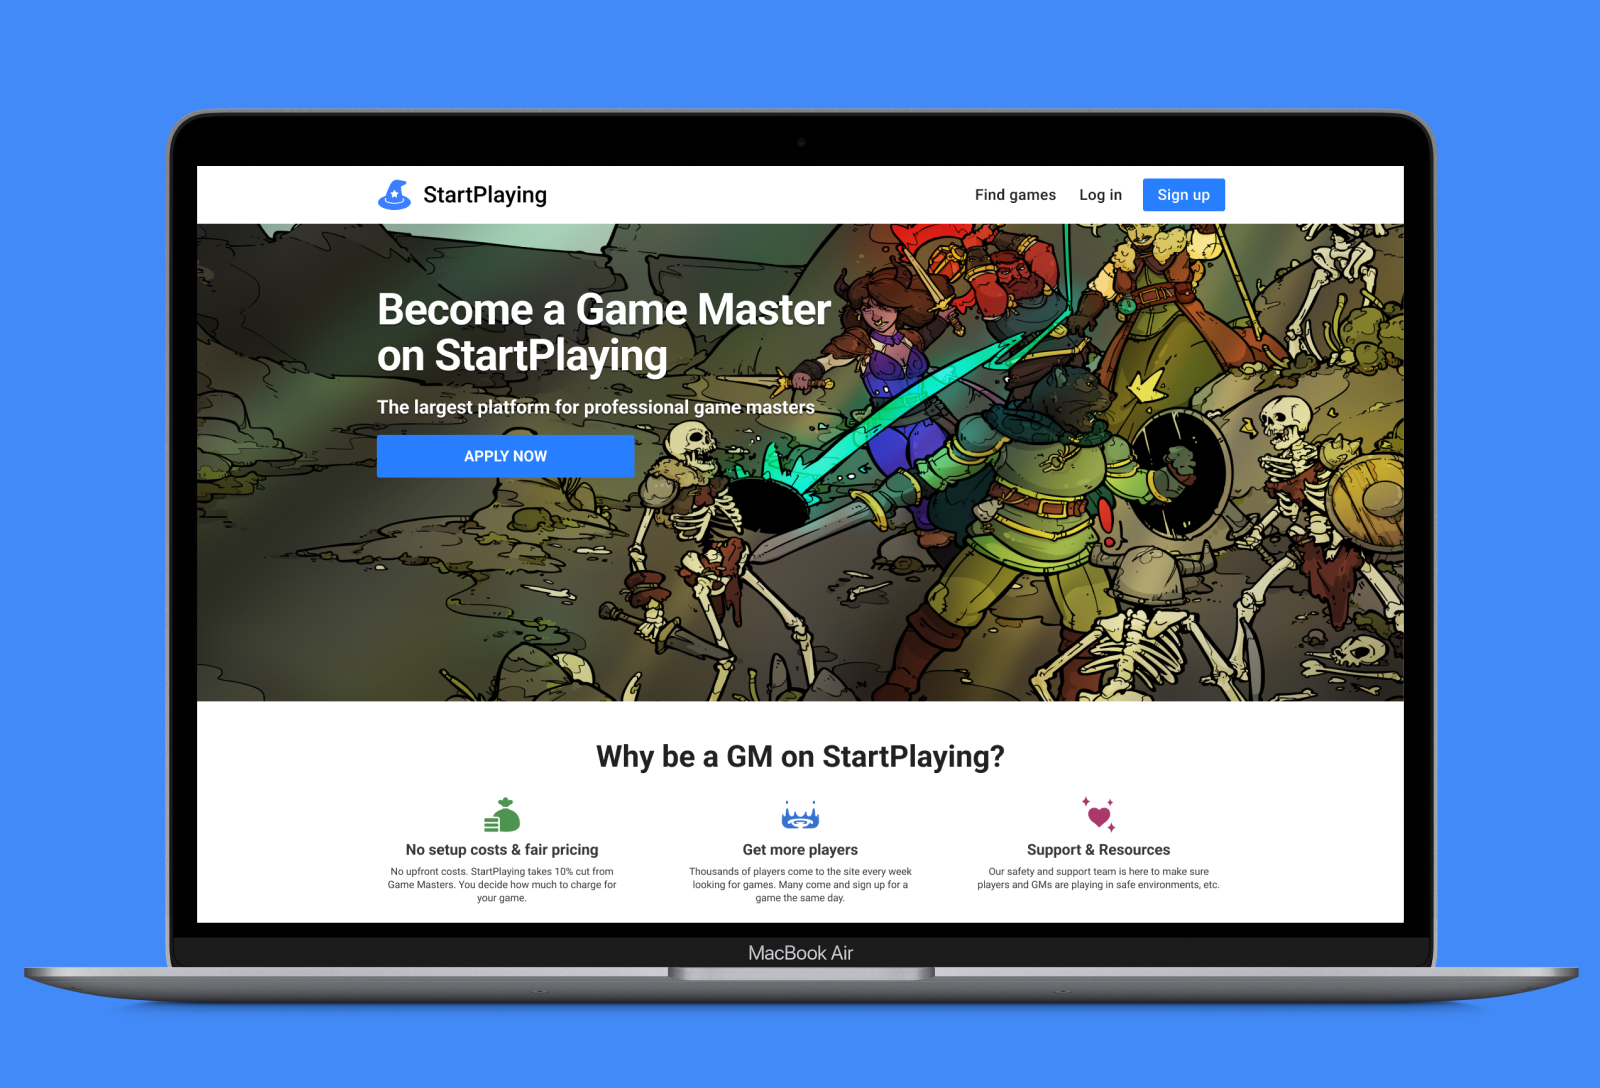 StartPlaying
Find games
Log in
Sign up
Become a Game Master
on StartPlaying
The largest platform for professional game masters
APPLY NOW
Why be a GM on StartPlaying?
No setup costs & fair pricing
No upfront costs. StartPlaying takes 10% cut from
Game Masters. You decide how much to charge for
your game.
Get more players
Thousands of players come to the site every week
looking for games. Many come and sign up for a
game the same day.
Support & Resources
Our safety and support team is here to make sure
players and GMs are playing in safe environments, etc.
MacBook Air